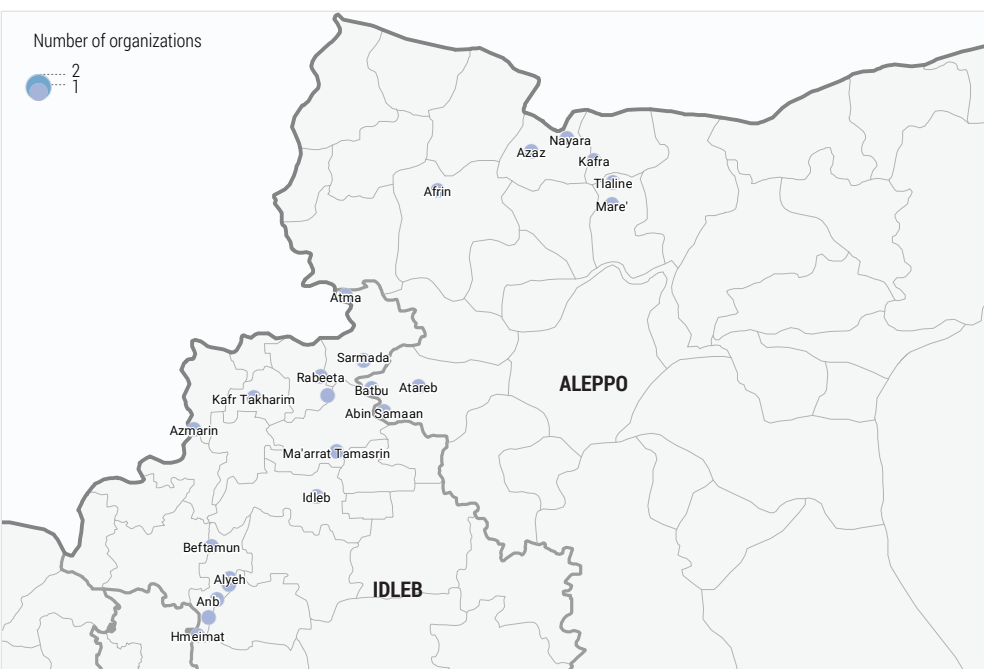 Number of organizations
2
1
Nayara
Azaz
Kafra
Tlaline
Afrin
Mare'
Atma
Sarmada
Rabeeta
ALEPPO
Batbu
Atareb
Kafr Takharim
Abin Samaan
Azmarin
Ma'arrat Tamasrin
Idleb
Beftamun
Alyeh
IDLEB
Anb
Hmeimat